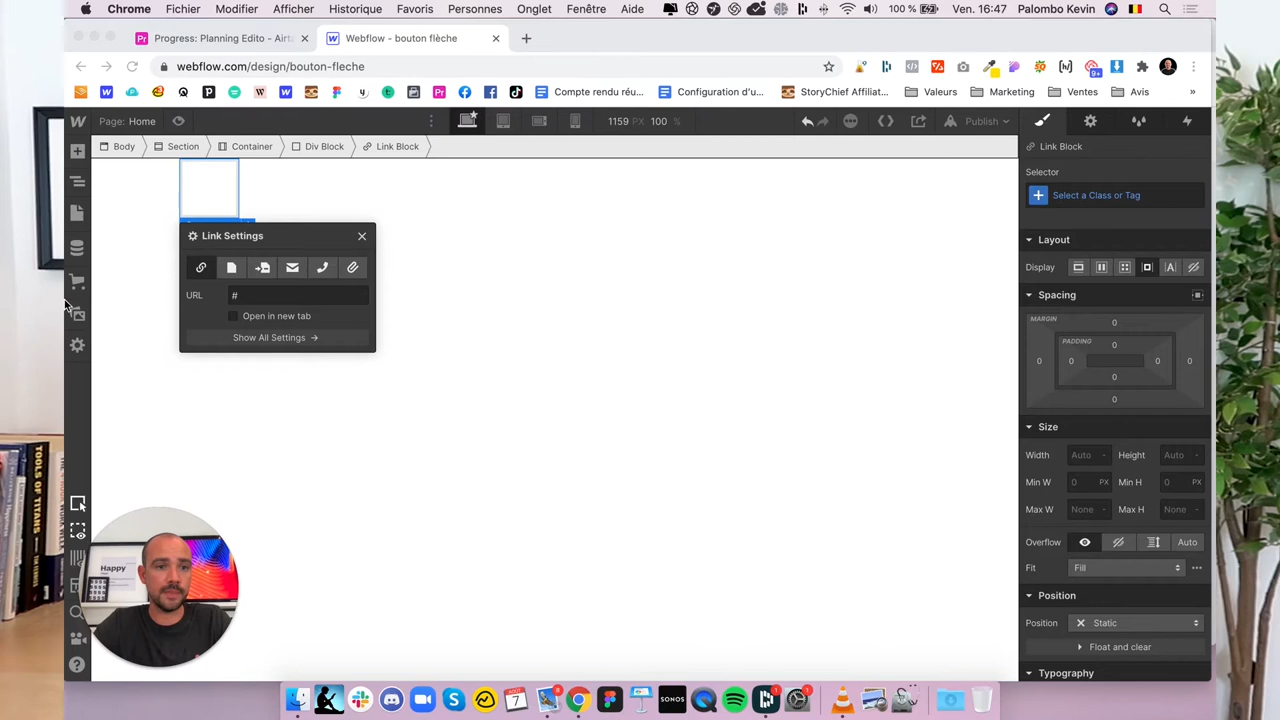 Chrome Fichier Modifier Afficher Historique Favoris Personnes Onglet Fenêtre Aide 100 % Ven. 16:47 Palombo Kevin
Progress: Planning Edito - Airta
Webflow - bouton flèche
webflow.com/design/bouton-fleche
Compte rendu réu... Configuration d'u... StoryChief Affiliat... Valeurs Marketing Ventes Avis »
Page: Home 1159 PX 100 % Publish
Body Section Container Div Block Link Block
Link Block
Selector
Select a Class or Tag
Link Settings
URL #
Open in new tab
Show All Settings
Layout
Display
Spacing
MARGIN
0
PADDING
0
0 0 0 0
0
0
Size
Width Auto - Height Auto -
Min W 0 PX Min H 0 PX
Max W None - Max H None -
Overflow Auto
Fit Fill
Position
Position Static
Float and clear
Typography
Happy
TOOLS OF TITANS
SONOS